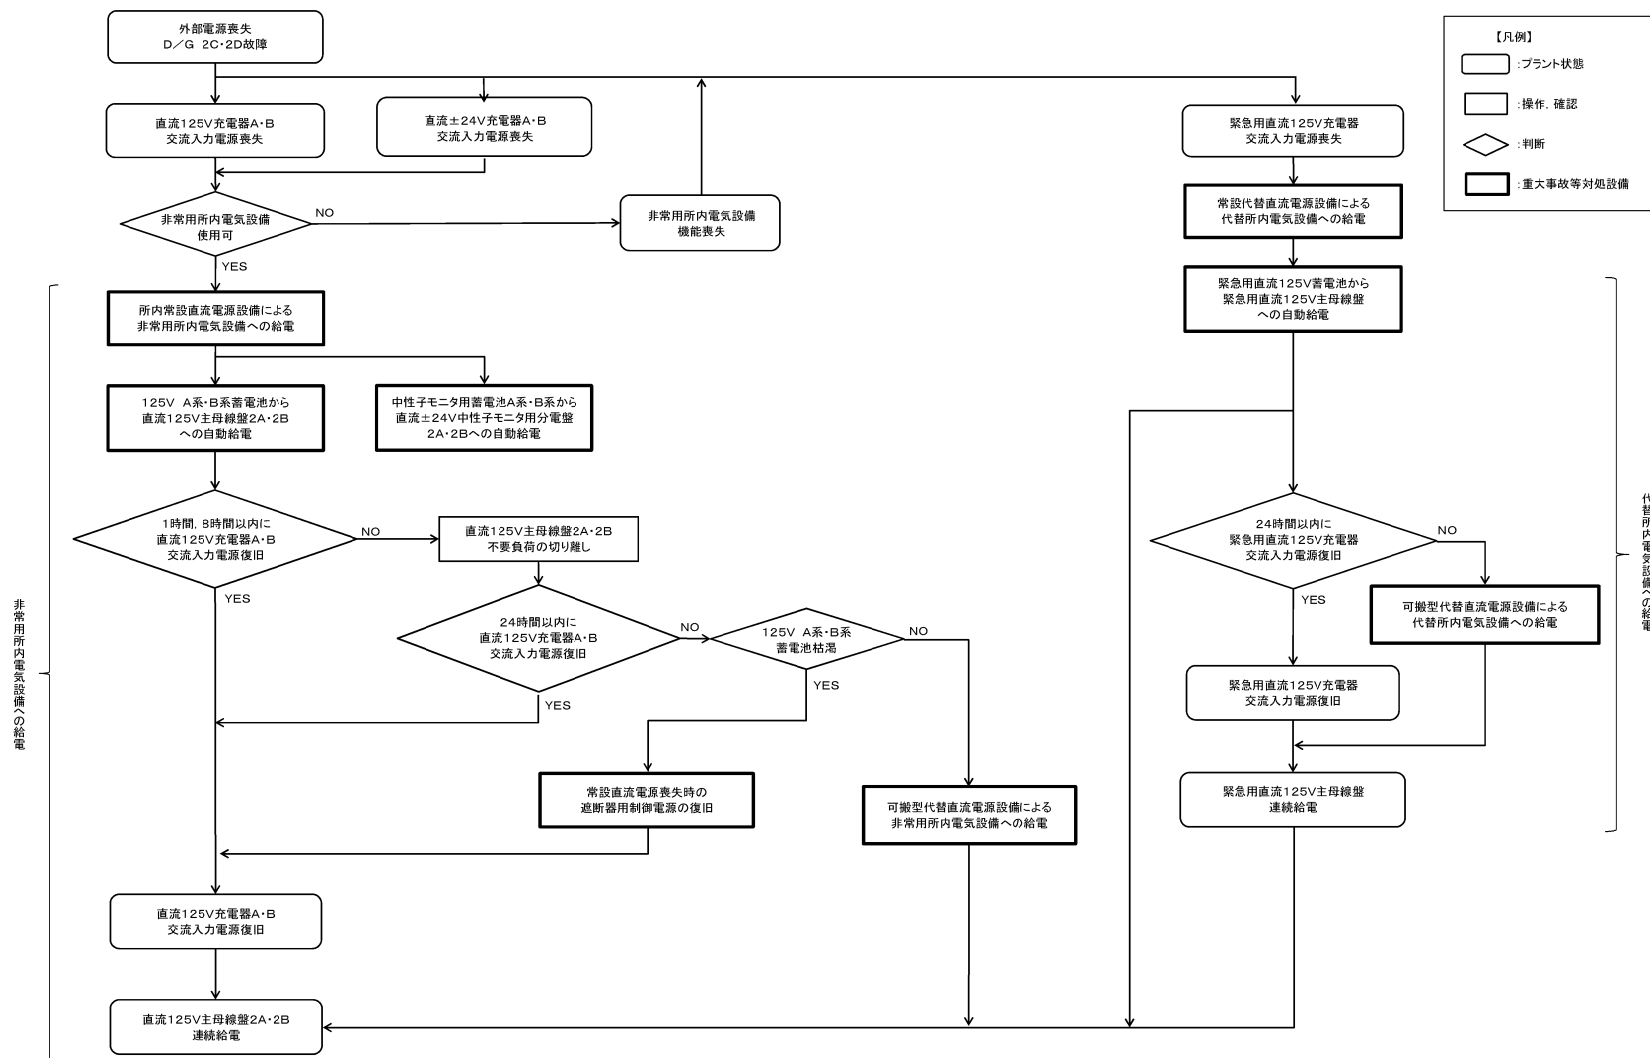 外部電源喪失
D／G 2C・2D故障
直流125V充電器A・B
交流入力電源喪失
直流±24V充電器A・B
交流入力電源喪失
緊急用直流125V充電器
交流入力電源喪失
【凡例】
：プラント状態
：操作，確認
：判断
：重大事故等対処設備
非常用所内電気設備
使用可
NO
YES
非常用所内電気設備
機能喪失
常設代替直流電源設備による
代替所内電気設備への給電
所内常設直流電源設備による
非常用所内電気設備への給電
緊急用直流125V蓄電池から
緊急用直流125V主母線盤
への自動給電
125V A系・B系蓄電池から
直流125V主母線盤2A・2B
への自動給電
中性子モニタ用蓄電池A系・B系から
直流±24V中性子モニタ用分電盤
2A・2Bへの自動給電
1時間，8時間以内に
直流125V充電器A・B
交流入力電源復旧
NO
YES
直流125V主母線盤2A・2B
不要負荷の切り離し
24時間以内に
直流125V充電器A・B
交流入力電源復旧
NO
YES
125V A系・B系
蓄電池枯渇
NO
YES
24時間以内に
緊急用直流125V充電器
交流入力電源復旧
NO
YES
可搬型代替直流電源設備による
代替所内電気設備への給電
緊急用直流125V充電器
交流入力電源復旧
常設直流電源喪失時の
遮断器用制御電源の復旧
可搬型代替直流電源設備による
非常用所内電気設備への給電
緊急用直流125V主母線盤
連続給電
直流125V充電器A・B
交流入力電源復旧
直流125V主母線盤2A・2B
連続給電
非常用所内電気設備への給電
代替所内電気設備への給電